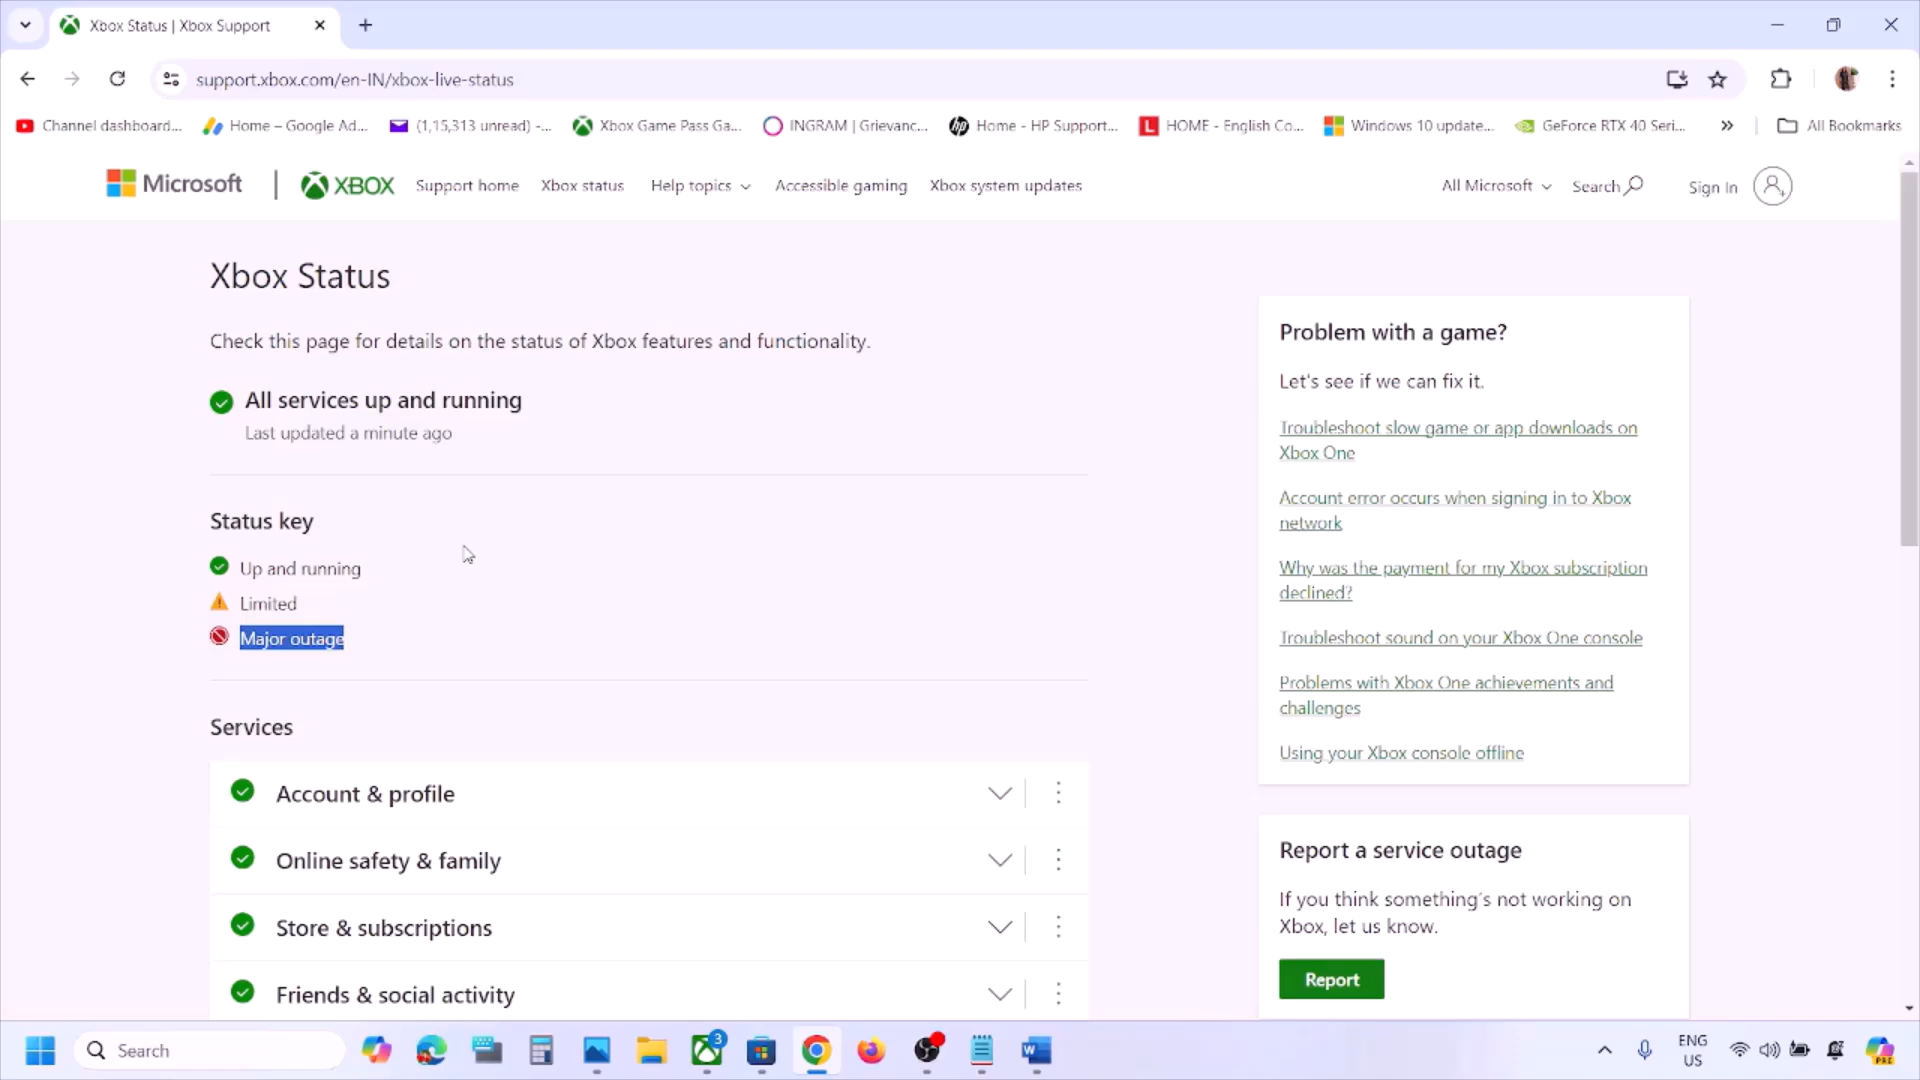 Xbox Status | Xbox Support
support.xbox.com/en-IN/xbox-live-status
Channel dashboard...
Home – Google Ad...
(1,15,313 unread) -...
Xbox Game Pass Ga...
INGRAM | Grievanc...
Home - HP Support...
HOME - English Co...
Windows 10 update...
GeForce RTX 40 Seri...
All Bookmarks
Microsoft
XBOX
Support home
Xbox status
Help topics
Accessible gaming
Xbox system updates
All Microsoft
Search
Sign In
Xbox Status
Check this page for details on the status of Xbox features and functionality.
All services up and running
Last updated a minute ago
Status key
Up and running
Limited
Major outage
Services
Account & profile
Online safety & family
Store & subscriptions
Friends & social activity
Problem with a game?
Let's see if we can fix it.
Troubleshoot slow game or app downloads on
Xbox One
Account error occurs when signing in to Xbox
network
Why was the payment for my Xbox subscription
declined?
Troubleshoot sound on your Xbox One console
Problems with Xbox One achievements and
challenges
Using your Xbox console offline
Report a service outage
If you think something's not working on
Xbox, let us know.
Report
Search
3
ENG
US
PRE